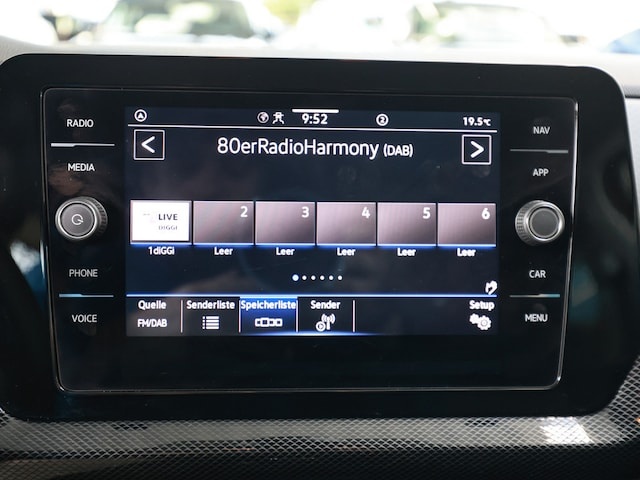 RADIO
MEDIA
PHONE
VOICE
9:52
2
19.5°C
80erRadioHarmony (DAB)
LIVE
DIGGI
2
3
4
5
6
1diGGi
Leer
Leer
Leer
Leer
Leer
Quelle
FM/DAB
Senderliste
Speicherliste
Sender
Setup
NAV
APP
CAR
MENU